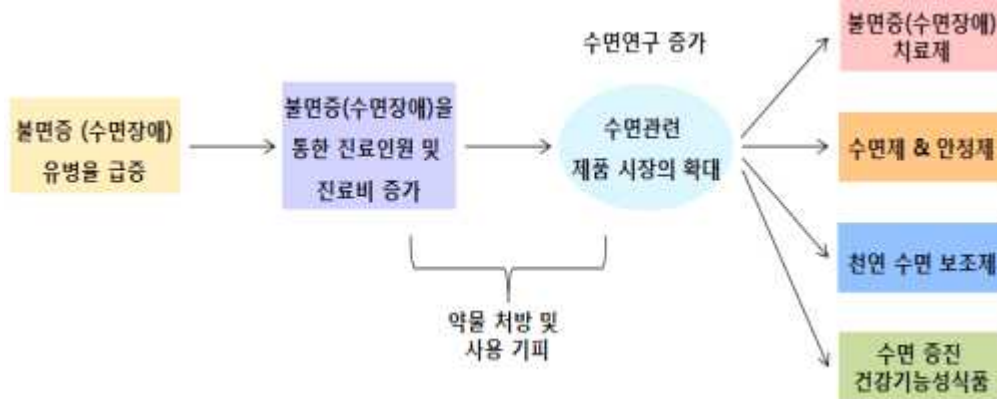 불면증 (수면장애)
유병율 급증
불면증(수면장애)을
통한 진료인원 및
진료비 증가
약물 처방 및
사용 기피
수면연구 증가
수면관련
제품 시장의 확대
불면증(수면장애)
치료제
수면제 & 안정제
천연 수면 보조제
수면 증진
건강기능성식품